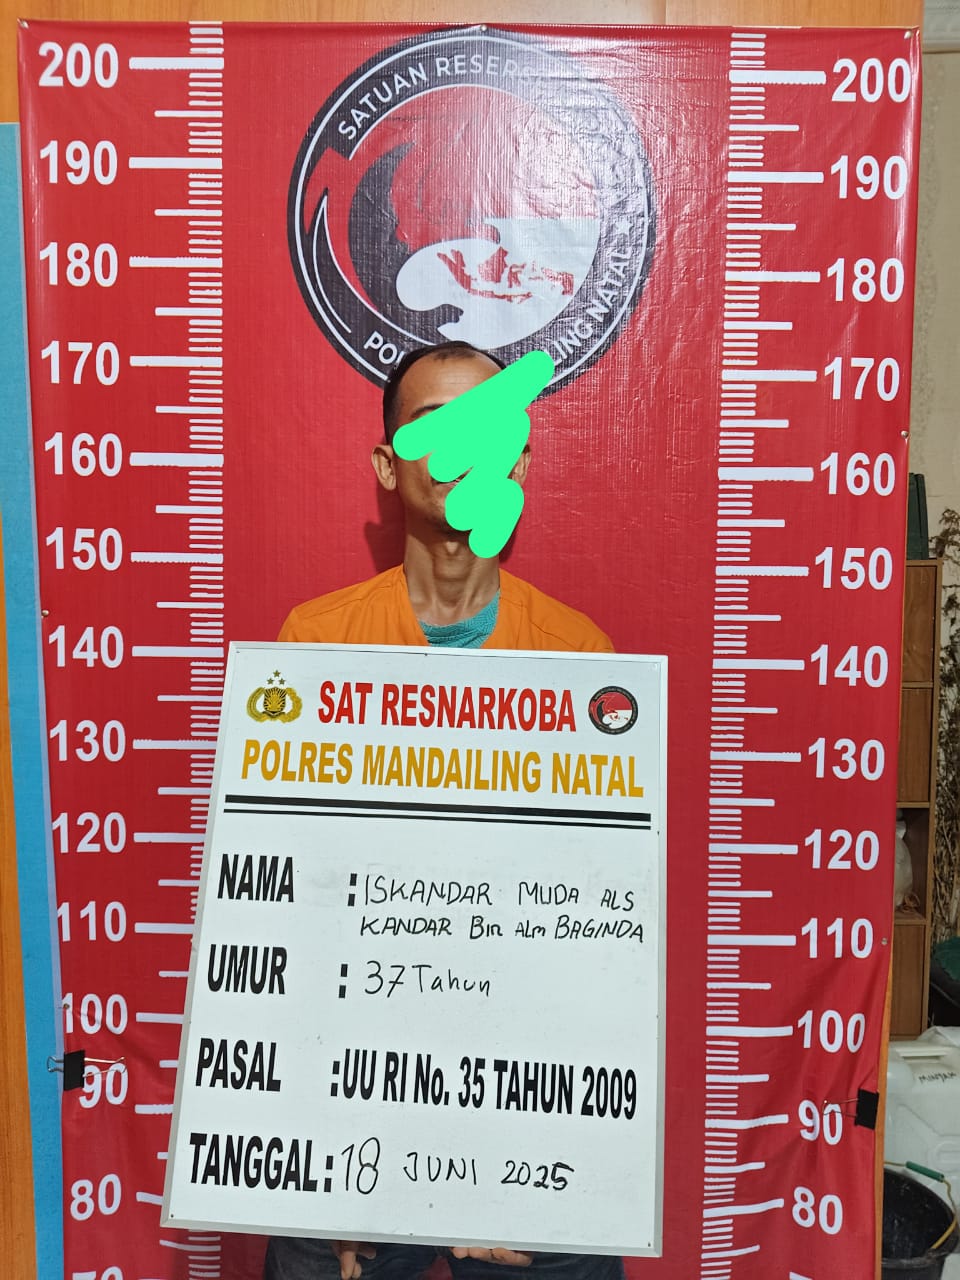 SATUAN RESER
POL
ING NATAL ★
200
190
180
170
160
150
140
130
120
110
100
90
80
200
190
180
170
160
150
140
130
120
110
100
90
80
SAT RESNARKOBA
POLRES MANDAILING NATAL
NAMA : ISKANDAR MUDA ALS
KANDAR Bin Alm BAGINDA
UMUR : 37 Tahun
PASAL : UU RI No. 35 TAHUN 2009
TANGGAL : 18 JUNI 2025